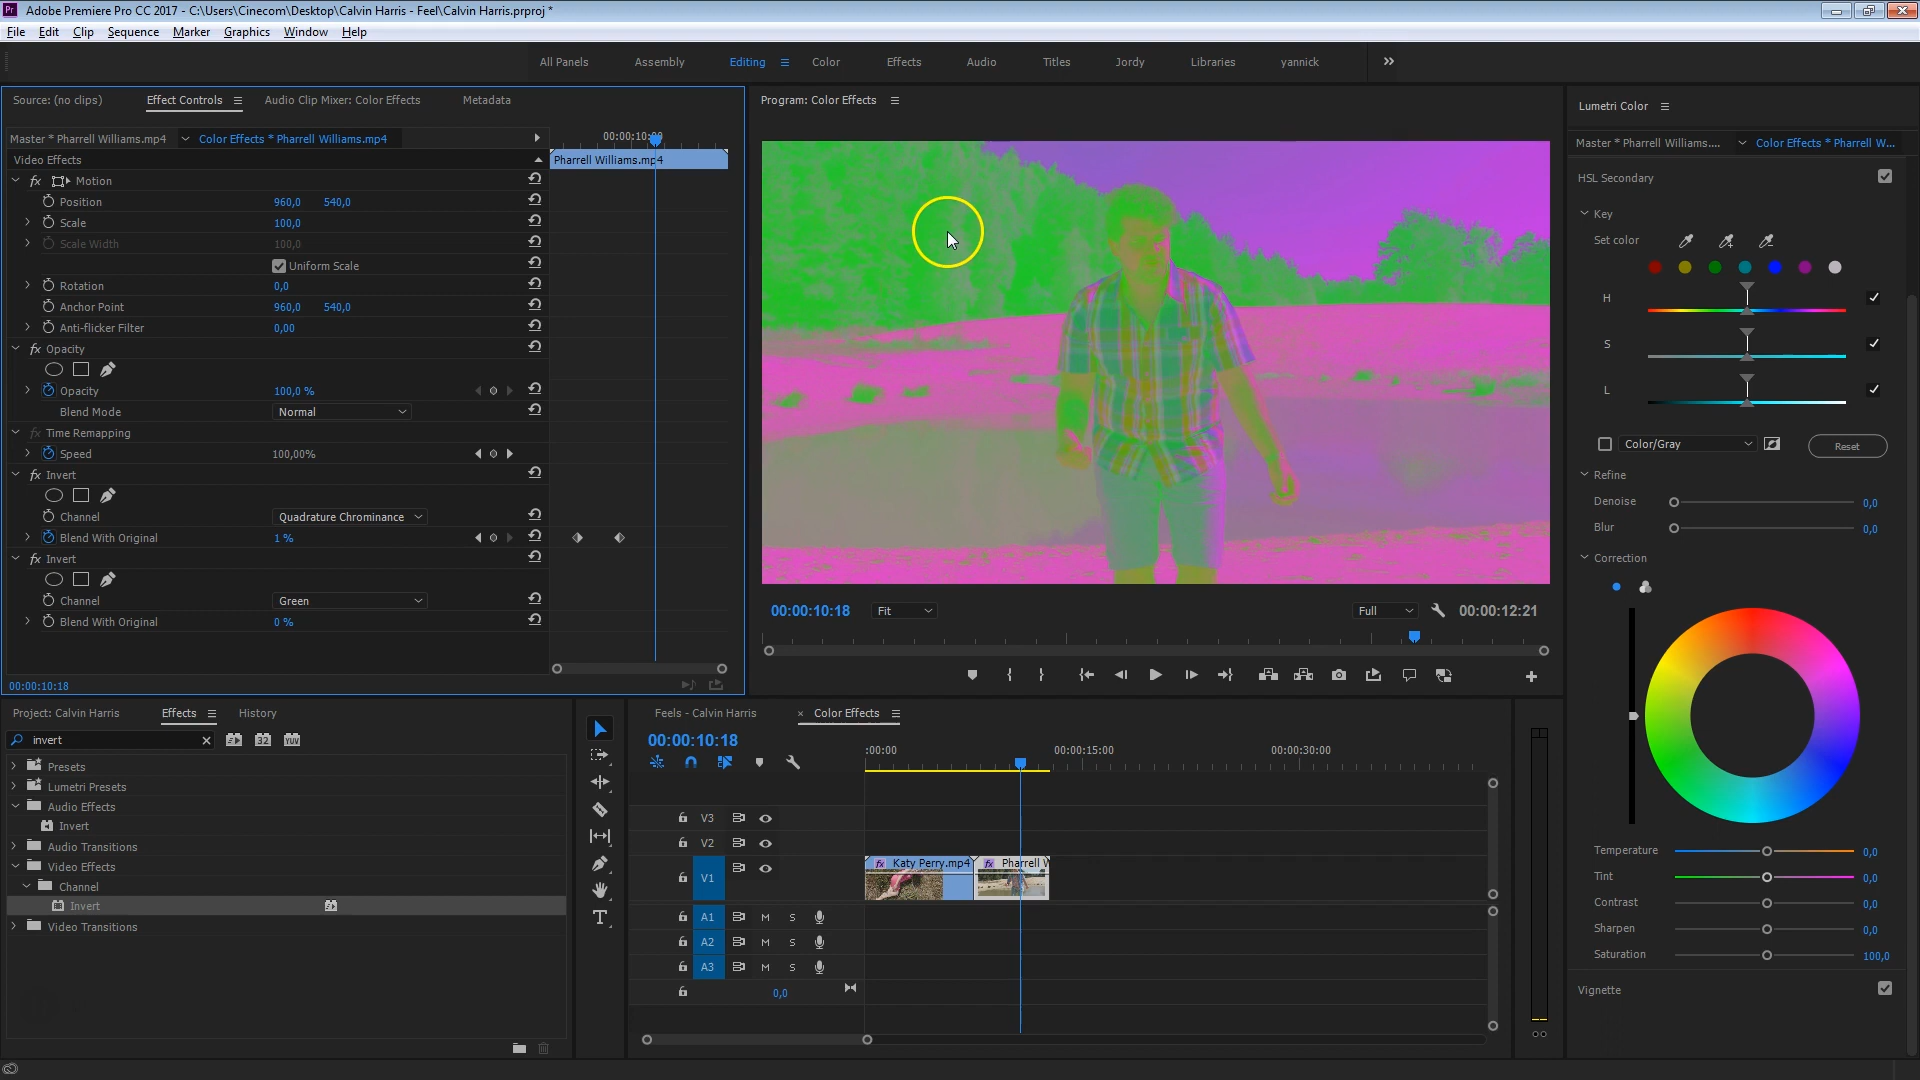 Adobe Premiere Pro CC 2017 - C:\Users\Cinecom\Desktop\Calvin Harris - Feel\Calvin Harris.prproj *
File Edit Clip Sequence Marker Graphics Window Help
All Panels Assembly Editing Color Effects Audio Titles Jordy Libraries yannick
Source: (no clips) Effect Controls Audio Clip Mixer: Color Effects Metadata
Master * Pharrell Williams.mp4 Color Effects * Pharrell Williams.mp4
00:00:10:00
Video Effects
Pharrell Williams.mp4
fx Motion
Position 960,0 540,0
Scale 100,0
Scale Width 100,0
Uniform Scale
Rotation 0,0
Anchor Point 960,0 540,0
Anti-flicker Filter 0,00
fx Opacity
Opacity 100,0 %
Blend Mode Normal
fx Time Remapping
Speed 100,00%
fx Invert
Channel Quadrature Chrominance
Blend With Original 1 %
fx Invert
Channel Green
Blend With Original 0 %
00:00:10:18
Program: Color Effects
00:00:10:18 Fit Full 00:00:12:21
Lumetri Color
Master * Pharrell Williams.... Color Effects * Pharrell W...
HSL Secondary
Key
Set color
H
S
L
Color/Gray Reset
Refine
Denoise 0,0
Blur 0,0
Correction
Temperature 0,0
Tint 0,0
Contrast 0,0
Sharpen 0,0
Saturation 100,0
Vignette
Project: Calvin Harris Effects History
invert
32 YUV
Presets
Lumetri Presets
Audio Effects
Invert
Audio Transitions
Video Effects
Channel
Invert
Video Transitions
Feels - Calvin Harris × Color Effects
00:00:10:18
:00:00 00:00:15:00 00:00:30:00
V3
V2
V1
fx Katy Perry.mp4 fx Pharrell W
A1 M S
A2 M S
A3 M S
0,0